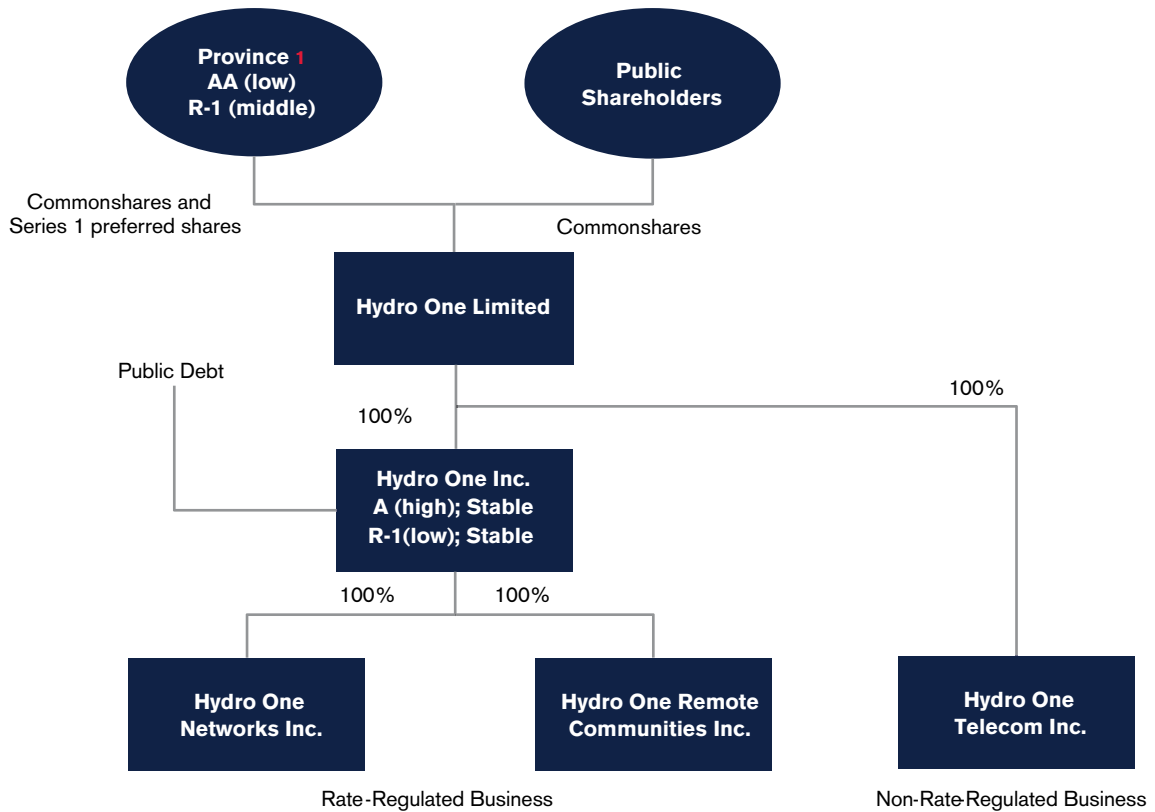 Province 1
AA (low)
R-1 (middle)
Public
Shareholders
Commonshares and
Series 1 preferred shares
Commonshares
Hydro One Limited
Public Debt
100%
100%
Hydro One Inc.
A (high); Stable
R-1(low); Stable
100%
100%
Hydro One
Networks Inc.
Hydro One Remote
Communities Inc.
Hydro One
Telecom Inc.
Rate-Regulated Business
Non-Rate-Regulated Business